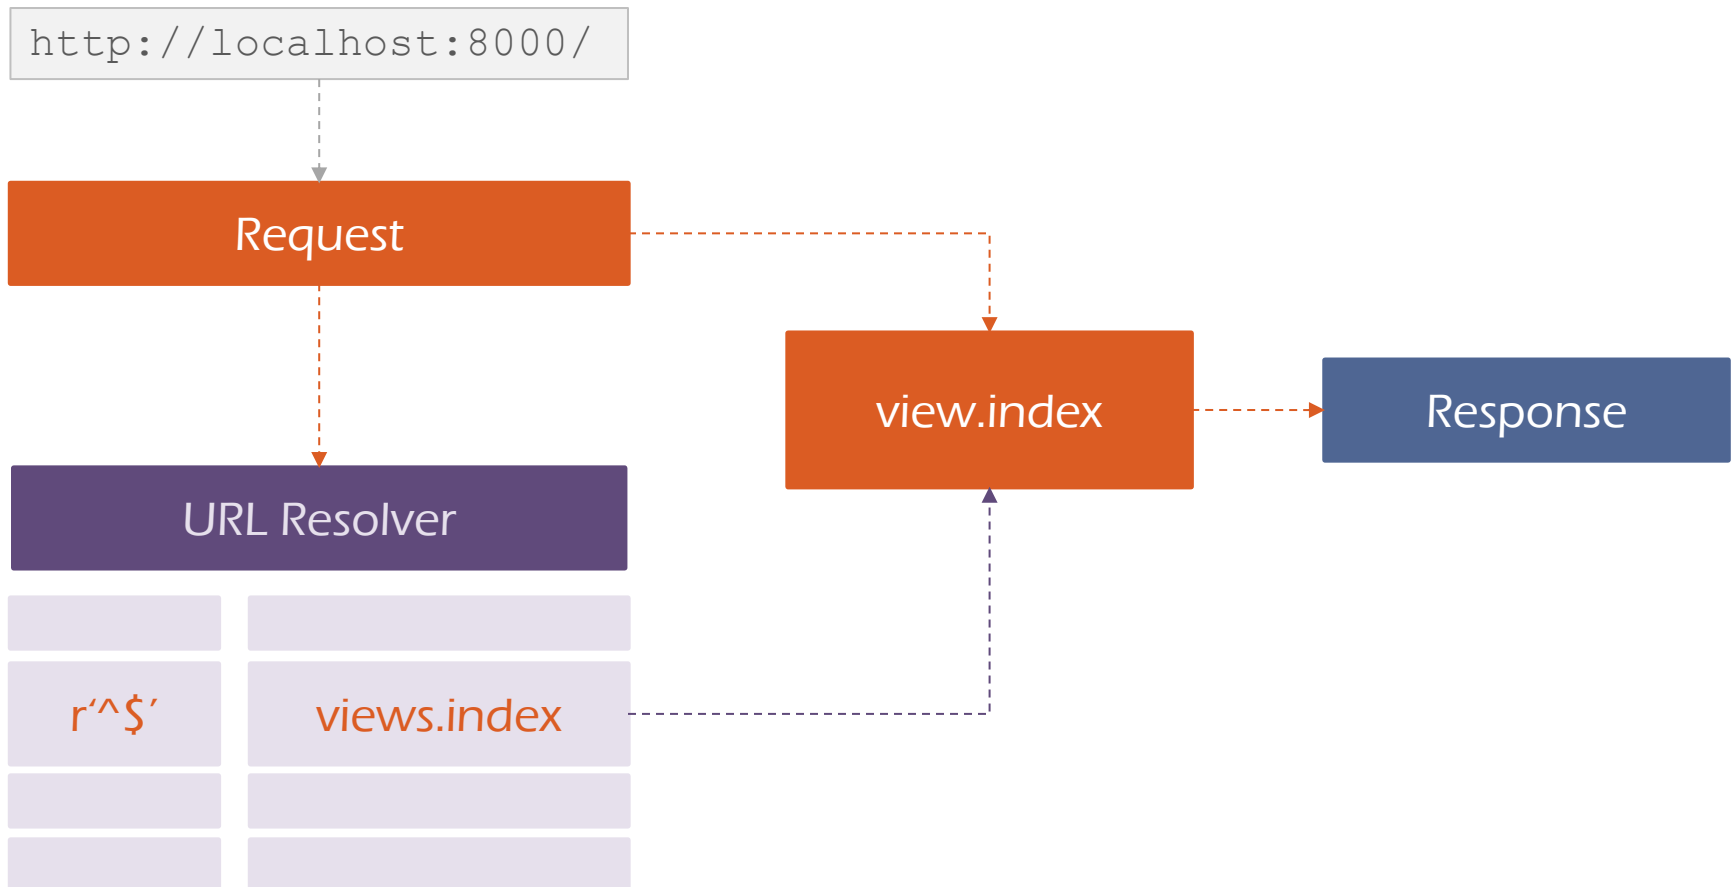 http://localhost:8000/
Request
view.index
Response
URL Resolver
r‘^$’
views.index